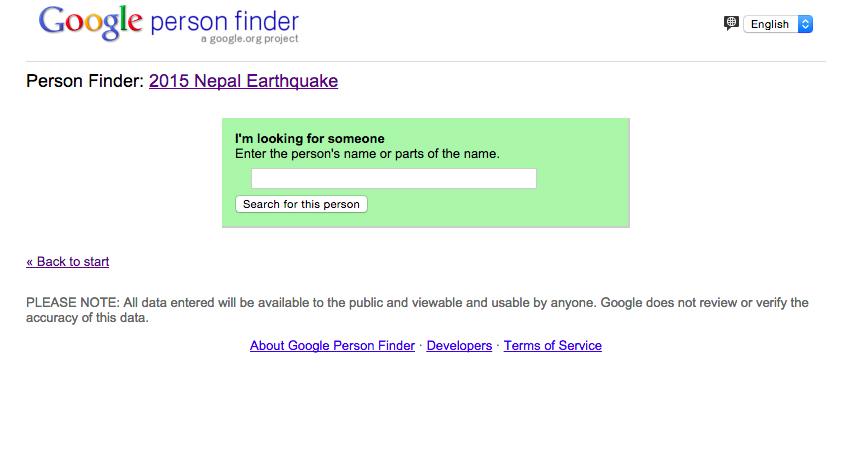 Google person finder
a google.org project
English
Person Finder: 2015 Nepal Earthquake
I'm looking for someone
Enter the person's name or parts of the name.
Search for this person
« Back to start
PLEASE NOTE: All data entered will be available to the public and viewable and usable by anyone. Google does not review or verify the
accuracy of this data.
About Google Person Finder · Developers · Terms of Service